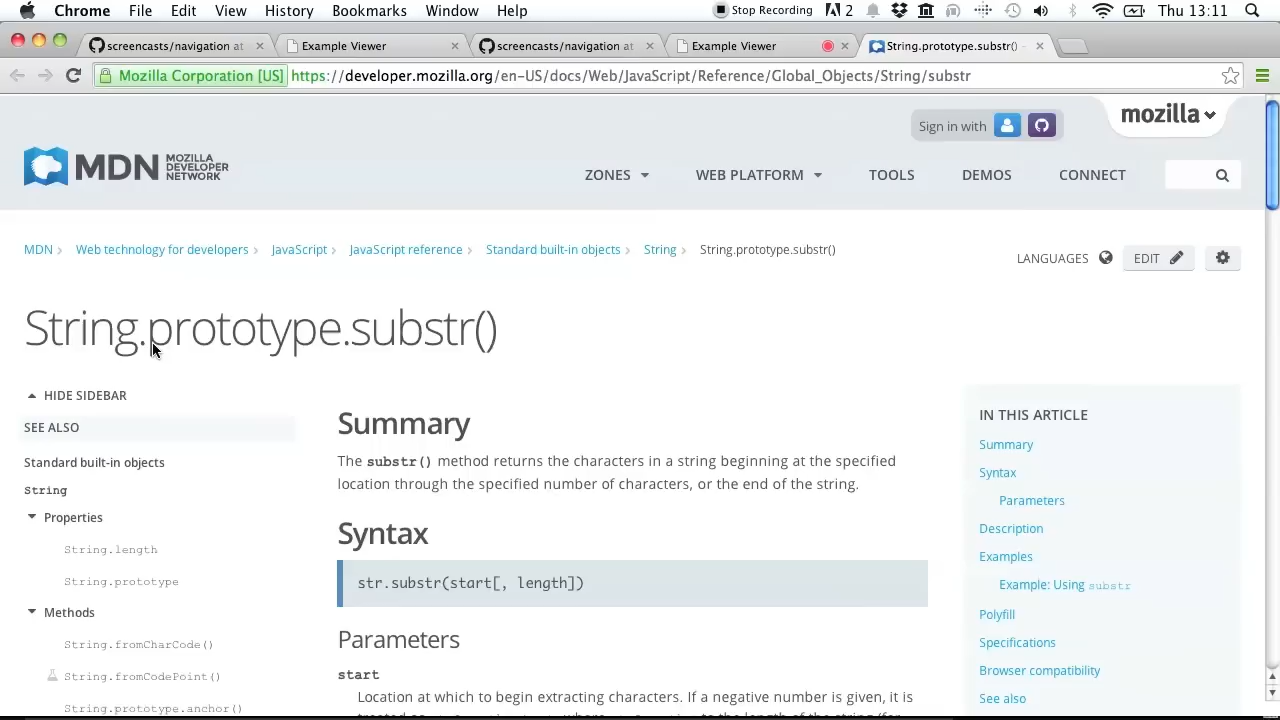 Chrome File Edit View History Bookmarks Window Help Stop Recording 2 Thu 13:11
screencasts/navigation at × Example Viewer × screencasts/navigation at × Example Viewer × String.prototype.substr() - ×
Mozilla Corporation [US] https://developer.mozilla.org/en-US/docs/Web/JavaScript/Reference/Global_Objects/String/substr
Sign in with mozilla
MDN MOZILLA DEVELOPER NETWORK
ZONES WEB PLATFORM TOOLS DEMOS CONNECT
MDN Web technology for developers JavaScript JavaScript reference Standard built-in objects String String.prototype.substr()
LANGUAGES EDIT
String.prototype.substr()
HIDE SIDEBAR
SEE ALSO
Standard built-in objects
String
Properties
String.length
String.prototype
Methods
String.fromCharCode()
String.fromCodePoint()
String.prototype.anchor()
Summary
The substr() method returns the characters in a string beginning at the specified
location through the specified number of characters, or the end of the string.
Syntax
str.substr(start[, length])
Parameters
start
Location at which to begin extracting characters. If a negative number is given, it is
IN THIS ARTICLE
Summary
Syntax
Parameters
Description
Examples
Example: Using substr
Polyfill
Specifications
Browser compatibility
See also